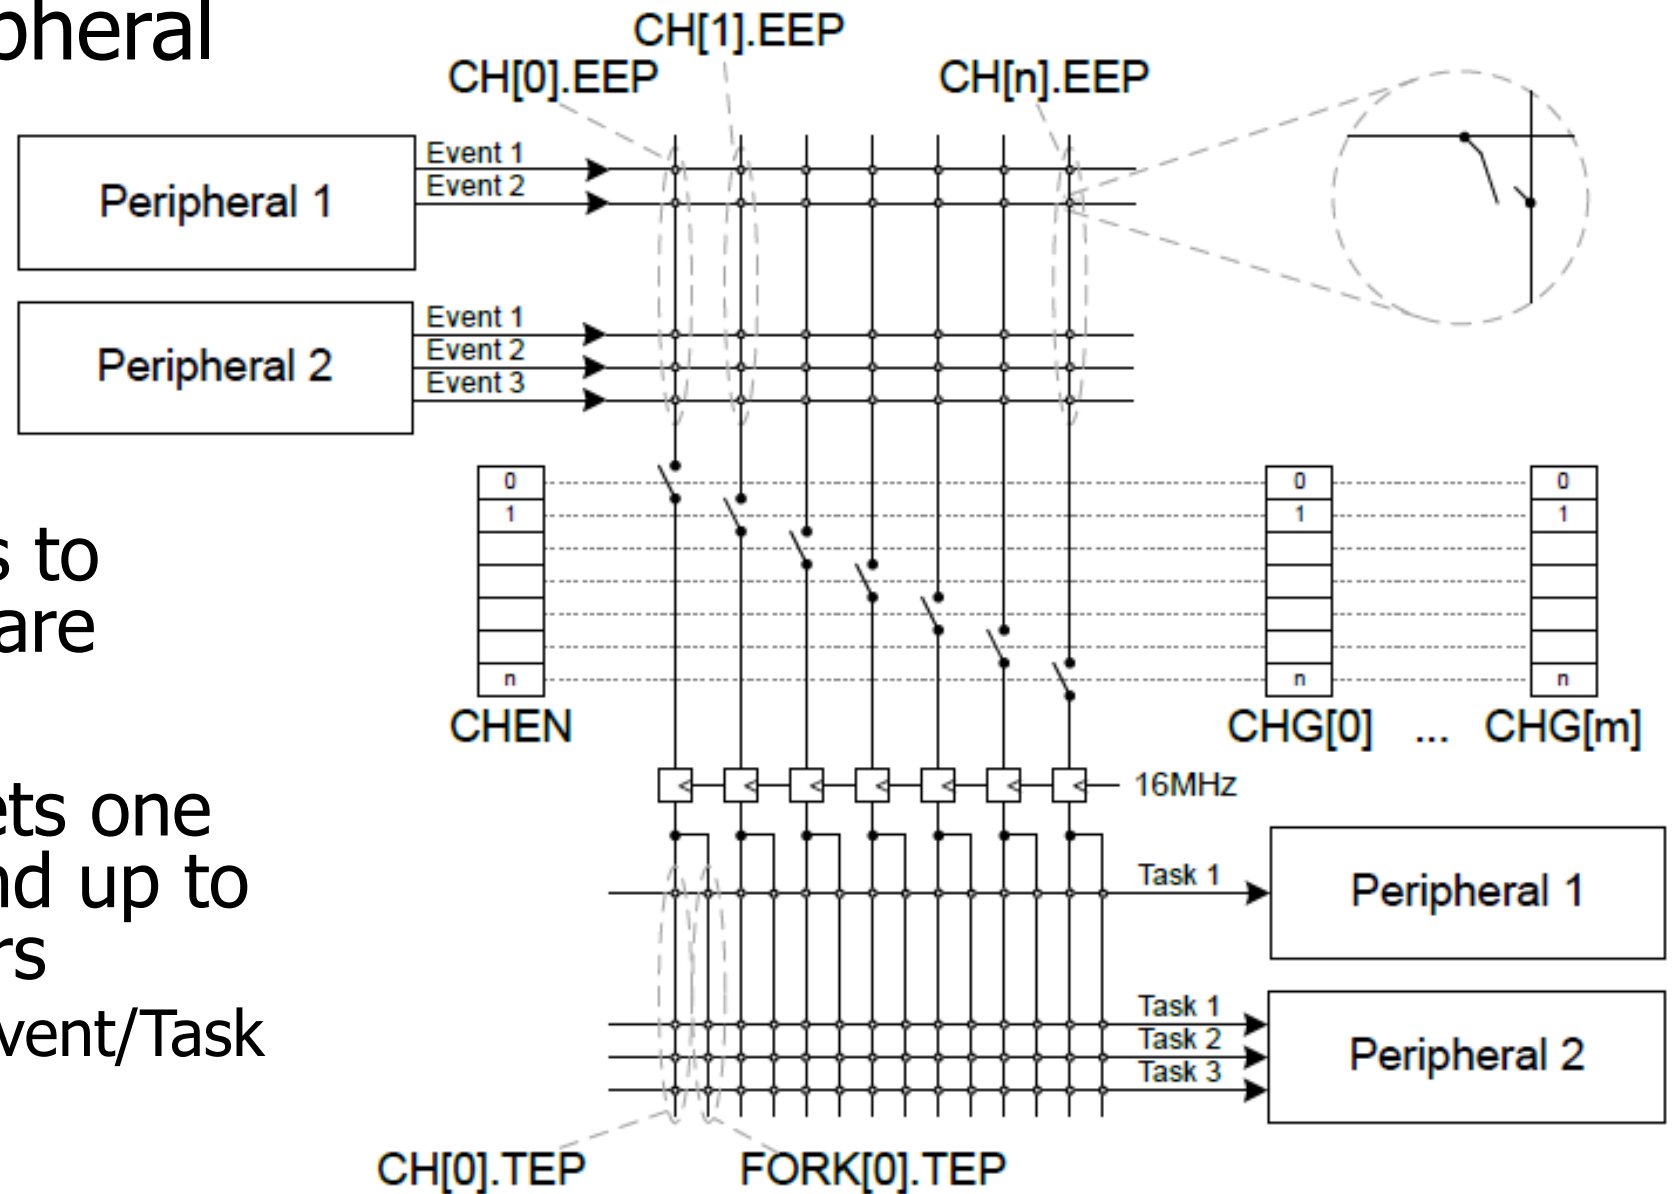 pheral
CH[1].EEP
CH[0].EEP
CH[n].EEP
Peripheral 1
Event 1
Event 2
Peripheral 2
Event 1
Event 2
Event 3
s to
are
0
1
n
CHEN
0
1
n
CHG[0]
...
0
1
n
CHG[m]
16MHz
ets one
nd up to
rs
vent/Task
Task 1
Peripheral 1
Task 1
Task 2
Task 3
Peripheral 2
CH[0].TEP
FORK[0].TEP